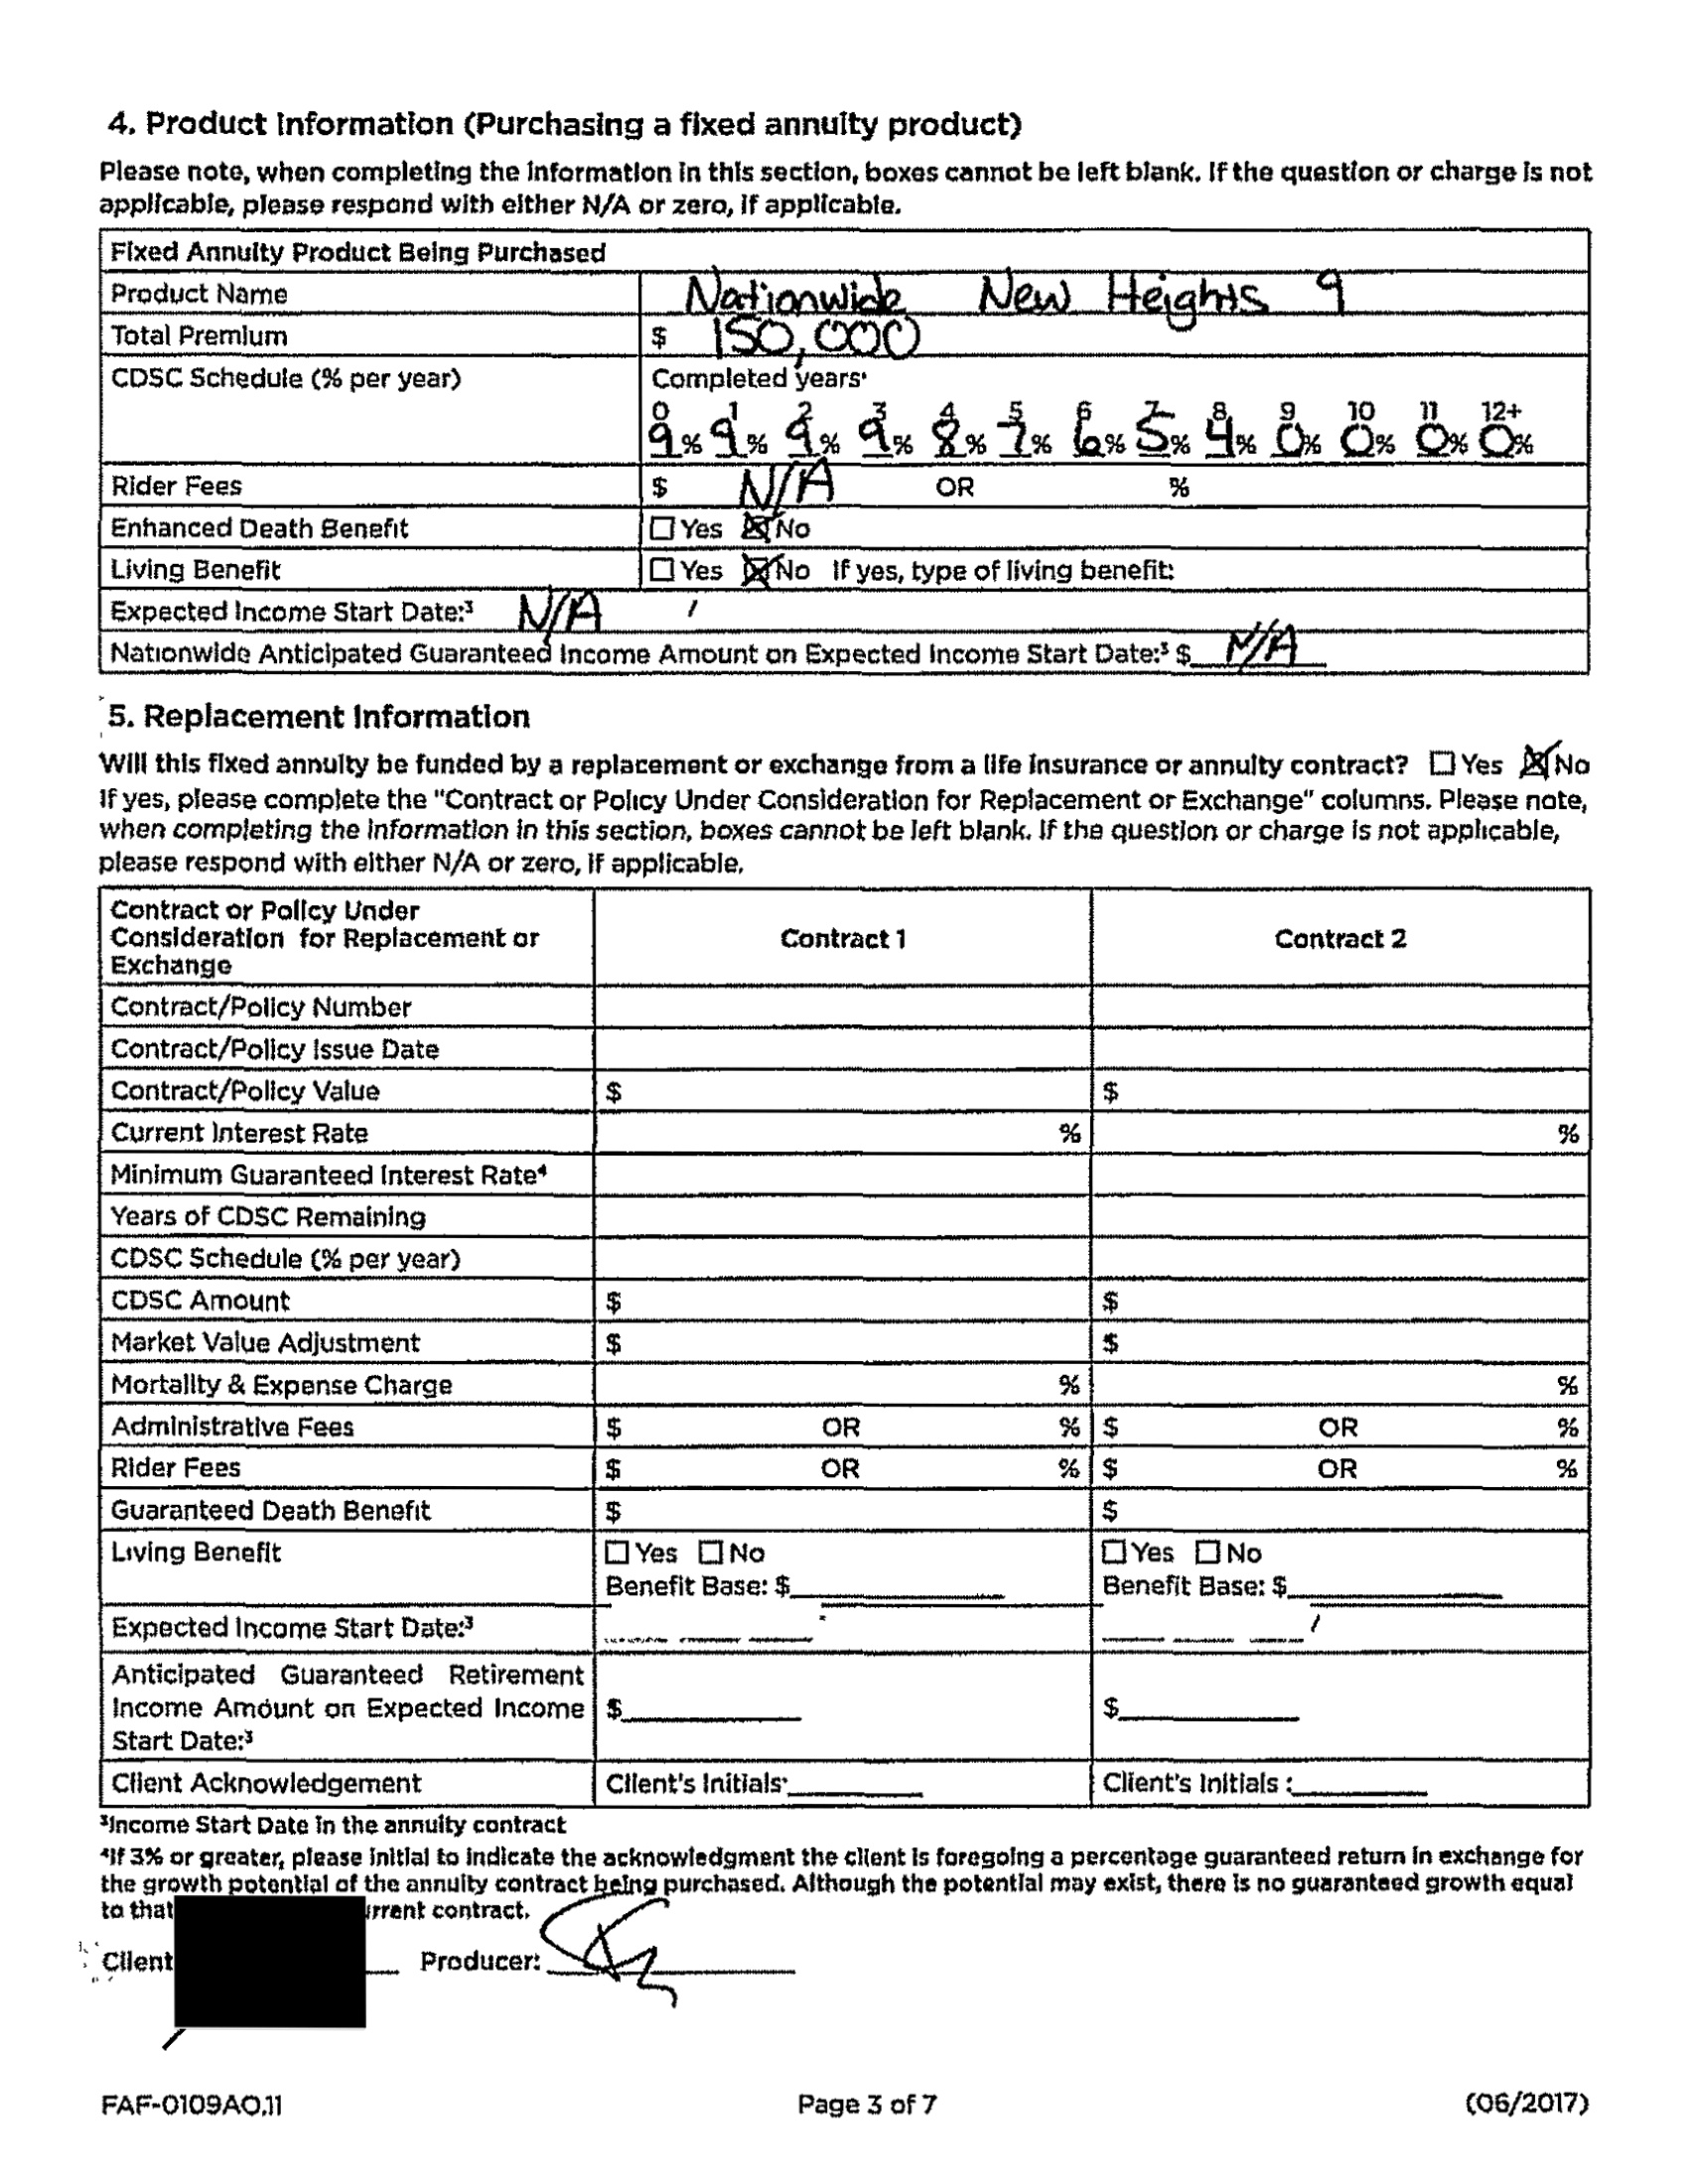 4. Product Information (Purchasing a fixed annuity product)
Please note, when completing the information in this section, boxes cannot be left blank. If the question or charge is not
applicable, please respond with either N/A or zero, if applicable.
Fixed Annuity Product Being Purchased
Product Name Nationwide New Heights 9
Total Premium $ 150,000
CDSC Schedule (% per year) Completed years:
0 1 2 3 4 5 6 7 8 9 10 11 12+
9% 9% 9% 9% 8% 7% 6% 5% 4% 0% 0% 0% 0%
Rider Fees $ N/A OR %
Enhanced Death Benefit ☐ Yes ☒ No
Living Benefit ☐ Yes ☒ No If yes, type of living benefit:
Expected Income Start Date:³ N/A /
Nationwide Anticipated Guaranteed Income Amount on Expected Income Start Date:³ $ N/A
5. Replacement Information
Will this fixed annuity be funded by a replacement or exchange from a life insurance or annuity contract? ☐ Yes ☒ No
If yes, please complete the "Contract or Policy Under Consideration for Replacement or Exchange" columns. Please note,
when completing the information in this section, boxes cannot be left blank. If the question or charge is not applicable,
please respond with either N/A or zero, if applicable.
Contract or Policy Under
Consideration for Replacement or
Exchange
Contract 1 Contract 2
Contract/Policy Number
Contract/Policy Issue Date
Contract/Policy Value $ $
Current Interest Rate % %
Minimum Guaranteed Interest Rate⁴
Years of CDSC Remaining
CDSC Schedule (% per year)
CDSC Amount $ $
Market Value Adjustment $ $
Mortality & Expense Charge % %
Administrative Fees $ OR % $ OR %
Rider Fees $ OR % $ OR %
Guaranteed Death Benefit $ $
Living Benefit ☐ Yes ☐ No ☐ Yes ☐ No
Benefit Base: $ Benefit Base: $
Expected Income Start Date:³ /
Anticipated Guaranteed Retirement
Income Amount on Expected Income $ $
Start Date:³
Client Acknowledgement Client's Initials: Client's Initials :
³Income Start Date in the annuity contract
⁴If 3% or greater, please initial to indicate the acknowledgment the client is foregoing a percentage guaranteed return in exchange for
the growth potential of the annuity contract being purchased. Although the potential may exist, there is no guaranteed growth equal
to that urrent contract.
Client Producer:
FAF-0109AO.11 Page 3 of 7 (06/2017)